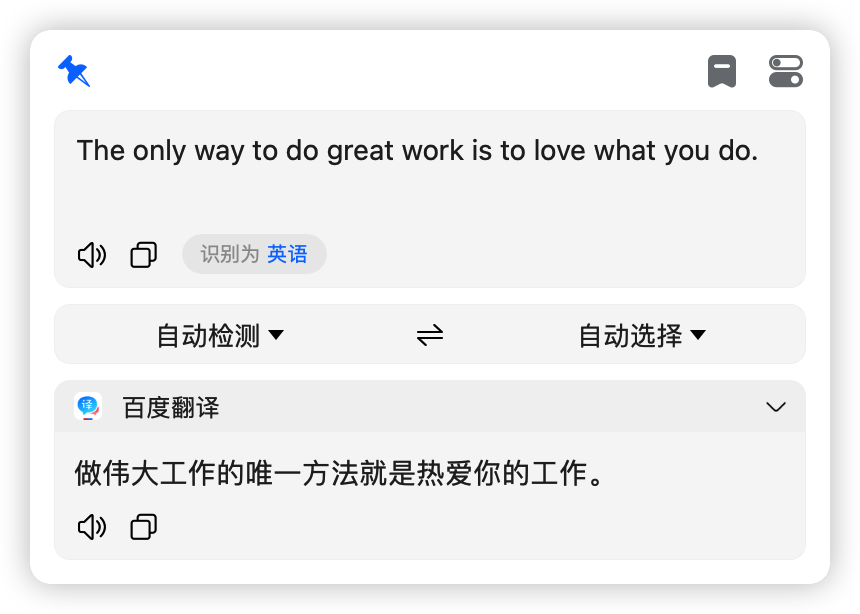 The only way to do great work is to love what you do.
识别为 英语
自动检测 自动选择
译 百度翻译
做伟大工作的唯一方法就是热爱你的工作。